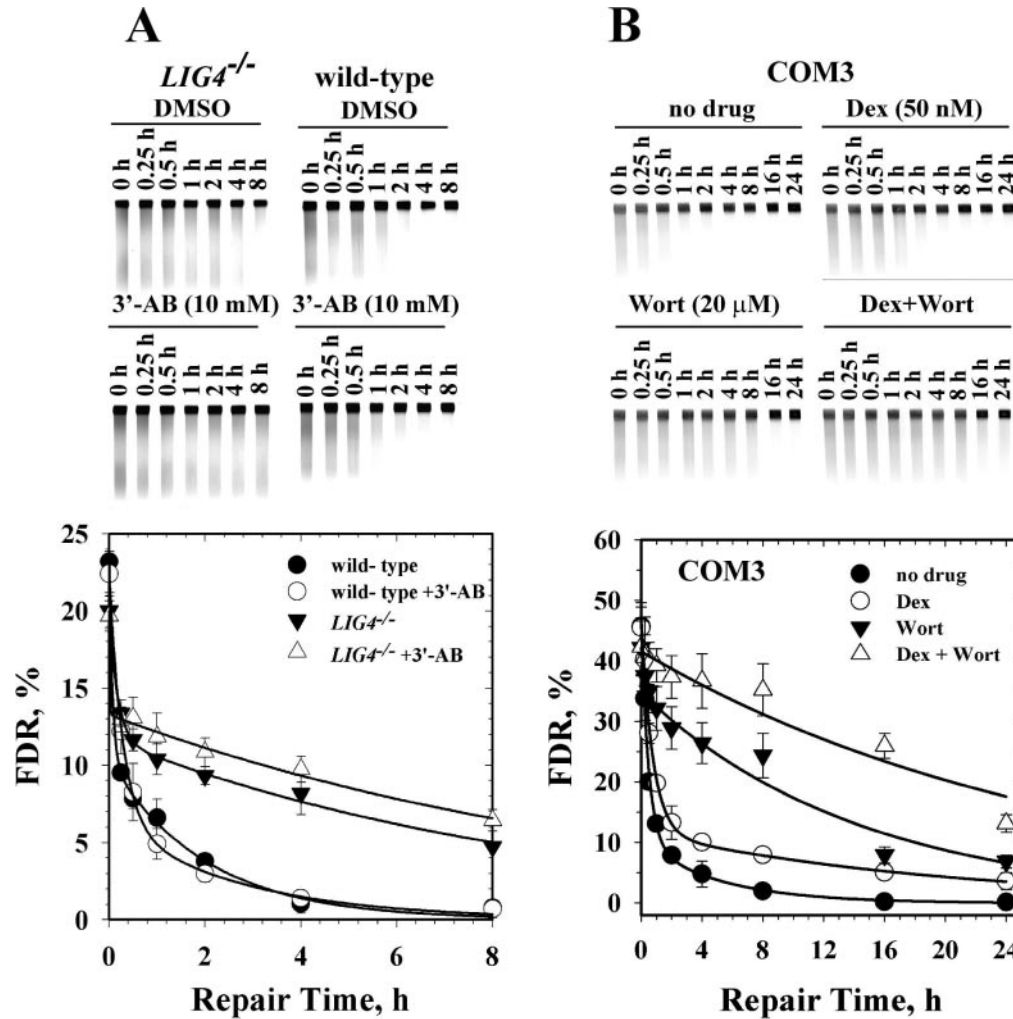 A
B
LIG4-/-
DMSO
wild-type
DMSO
0 h
0.25 h
0.5 h
1 h
2 h
4 h
8 h
0 h
0.25 h
0.5 h
1 h
2 h
4 h
8 h
3'-AB (10 mM)
3'-AB (10 mM)
0 h
0.25 h
0.5 h
1 h
2 h
4 h
8 h
0 h
0.25 h
0.5 h
1 h
2 h
4 h
8 h
COM3
no drug
Dex (50 nM)
0 h
0.25 h
0.5 h
1 h
2 h
4 h
8 h
16 h
24 h
0 h
0.25 h
0.5 h
1 h
2 h
4 h
8 h
16 h
24 h
Wort (20 μM)
Dex+Wort
0 h
0.25 h
0.5 h
1 h
2 h
4 h
8 h
16 h
24 h
0 h
0.25 h
0.5 h
1 h
2 h
4 h
8 h
16 h
24 h
FDR, %
25
20
15
10
5
0
wild- type
wild- type +3'-AB
LIG4-/-
LIG4-/- +3'-AB
0 2 4 6 8
Repair Time, h
FDR, %
60
50
40
30
20
10
0
COM3
no drug
Dex
Wort
Dex + Wort
0 4 8 12 16 20 24
Repair Time, h